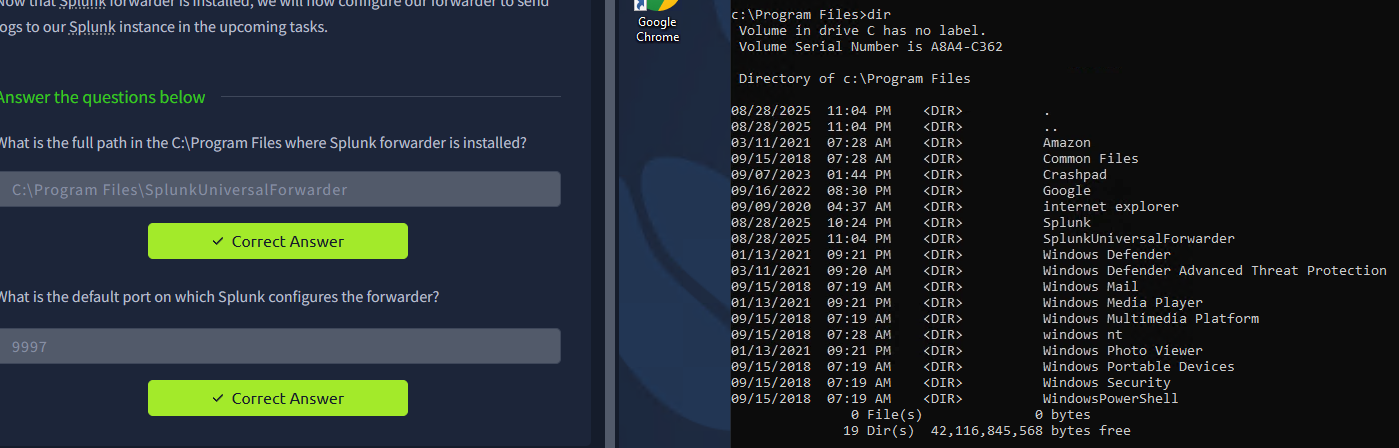 Now that Splunk forwarder is installed, we will now configure our forwarder to send
logs to our Splunk instance in the upcoming tasks.
Answer the questions below
What is the full path in the C:\Program Files where Splunk forwarder is installed?
C:\Program Files\SplunkUniversalForwarder
✓ Correct Answer
What is the default port on which Splunk configures the forwarder?
9997
✓ Correct Answer
Google
Chrome
c:\Program Files>dir
Volume in drive C has no label.
Volume Serial Number is A8A4-C362
Directory of c:\Program Files
08/28/2025 11:04 PM <DIR> .
08/28/2025 11:04 PM <DIR> ..
03/11/2021 07:28 AM <DIR> Amazon
09/15/2018 07:28 AM <DIR> Common Files
09/07/2023 01:44 PM <DIR> Crashpad
09/16/2022 08:30 PM <DIR> Google
09/09/2020 04:37 AM <DIR> internet explorer
08/28/2025 10:24 PM <DIR> Splunk
08/28/2025 11:04 PM <DIR> SplunkUniversalForwarder
01/13/2021 09:21 PM <DIR> Windows Defender
03/11/2021 09:20 AM <DIR> Windows Defender Advanced Threat Protection
09/15/2018 07:19 AM <DIR> Windows Mail
01/13/2021 09:21 PM <DIR> Windows Media Player
09/15/2018 07:19 AM <DIR> Windows Multimedia Platform
09/15/2018 07:28 AM <DIR> windows nt
01/13/2021 09:21 PM <DIR> Windows Photo Viewer
09/15/2018 07:19 AM <DIR> Windows Portable Devices
09/15/2018 07:19 AM <DIR> Windows Security
09/15/2018 07:19 AM <DIR> WindowsPowerShell
0 File(s) 0 bytes
19 Dir(s) 42,116,845,568 bytes free